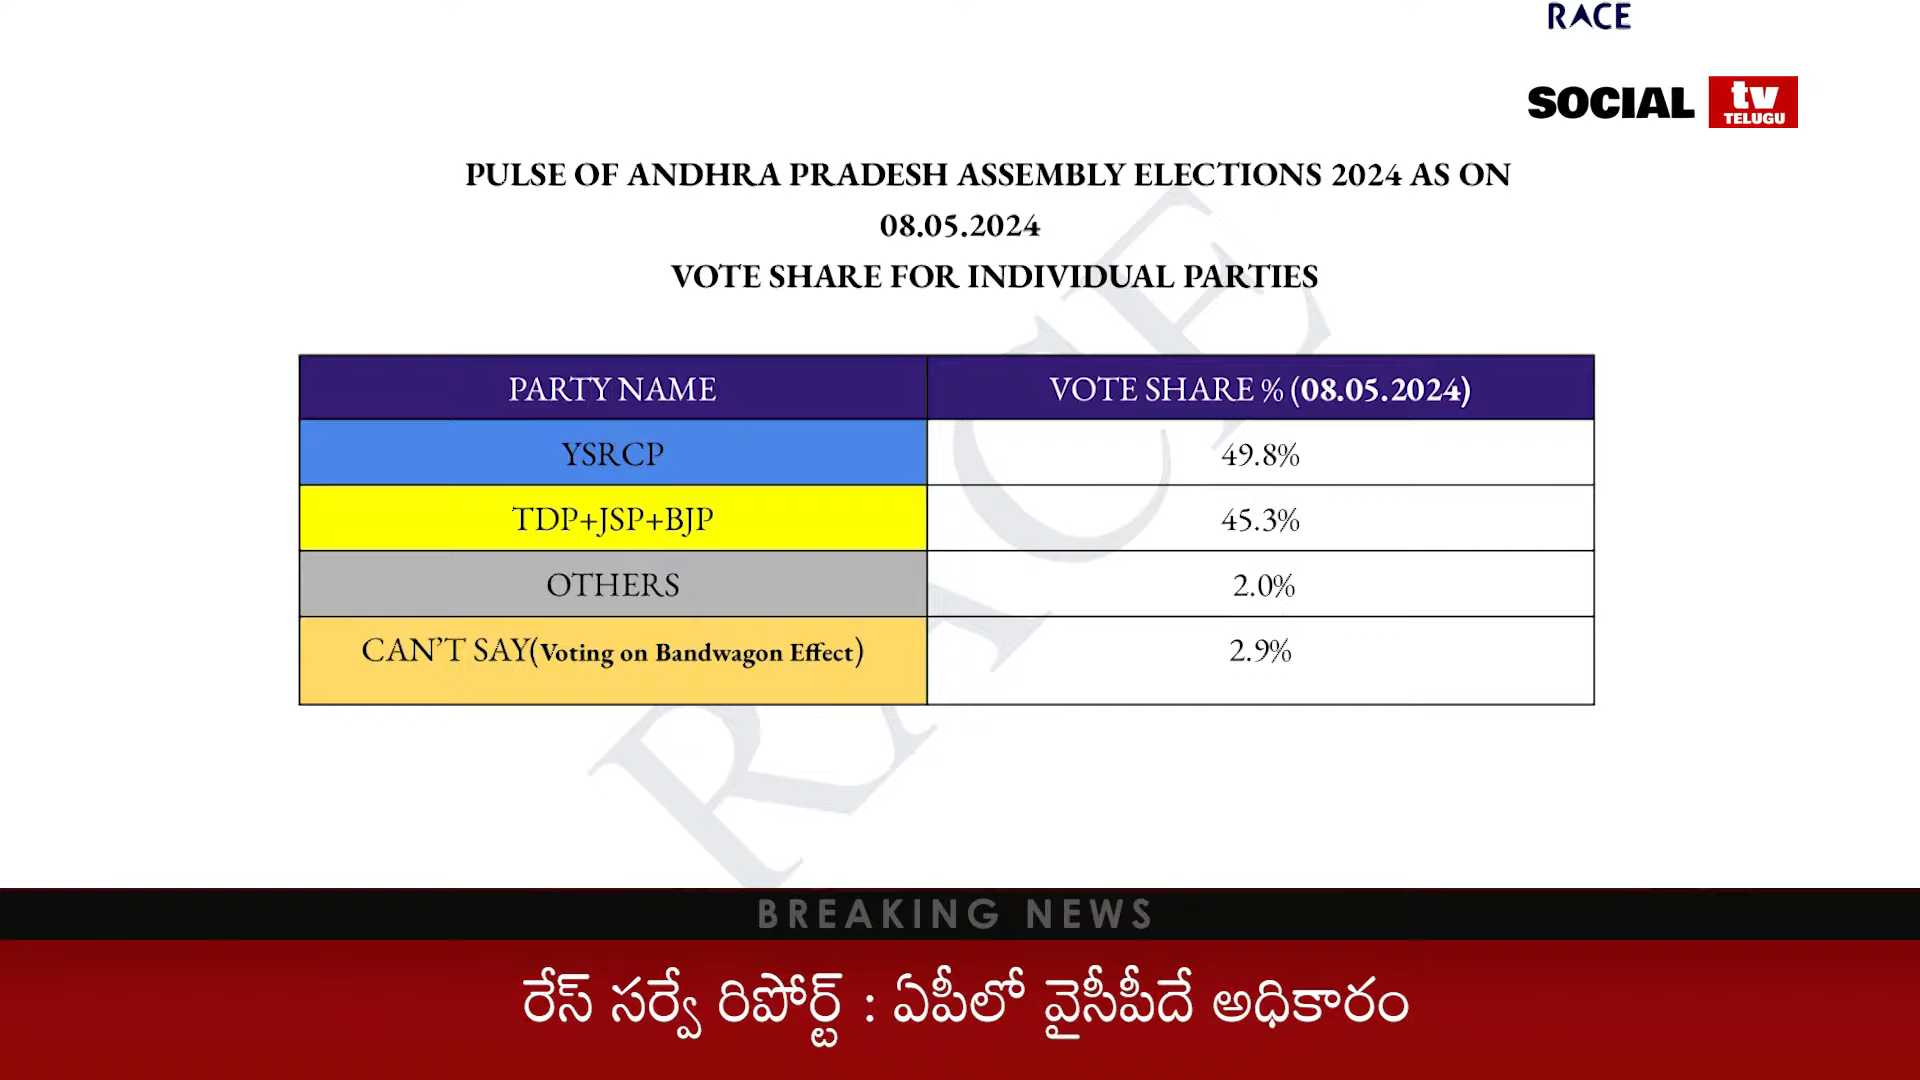 RACE
SOCIAL tv
TELUGU
PULSE OF ANDHRA PRADESH ASSEMBLY ELECTIONS 2024 AS ON
08.05.2024
VOTE SHARE FOR INDIVIDUAL PARTIES
PARTY NAME VOTE SHARE % (08.05.2024)
YSRCP 49.8%
TDP+JSP+BJP 45.3%
OTHERS 2.0%
CAN’T SAY(Voting on Bandwagon Effect) 2.9%
RACE
BREAKING NEWS
రేస్ సర్వే రిపోర్ట్ : ఏపీలో వైసీపీదే అధికారం